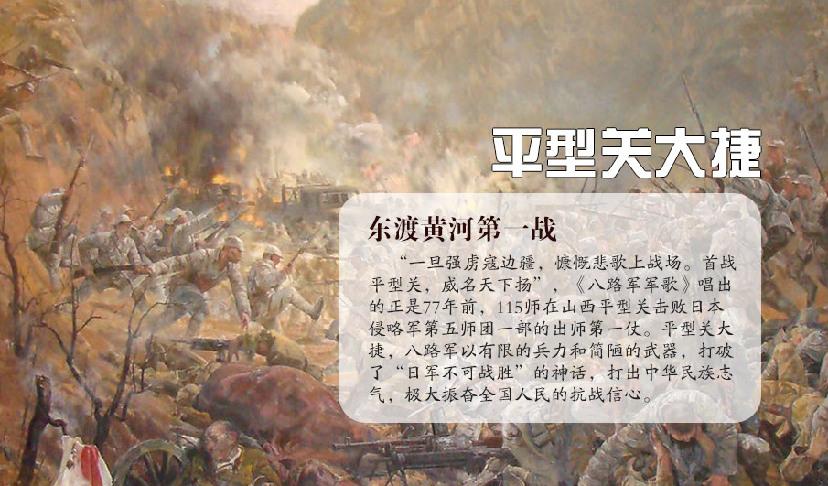 平型关大捷
东渡黄河第一战
“一旦强虏寇边疆，慷慨悲歌上战场。首战
平型关，威名天下扬”，《八路军军歌》唱出
的正是77年前，115师在山西平型关击败日本
侵略军第五师团一部的出师第一仗。平型关大
捷，八路军以有限的兵力和简陋的武器，打破
了“日军不可战胜”的神话，打出中华民族志
气，极大振奋全国人民的抗战信心。